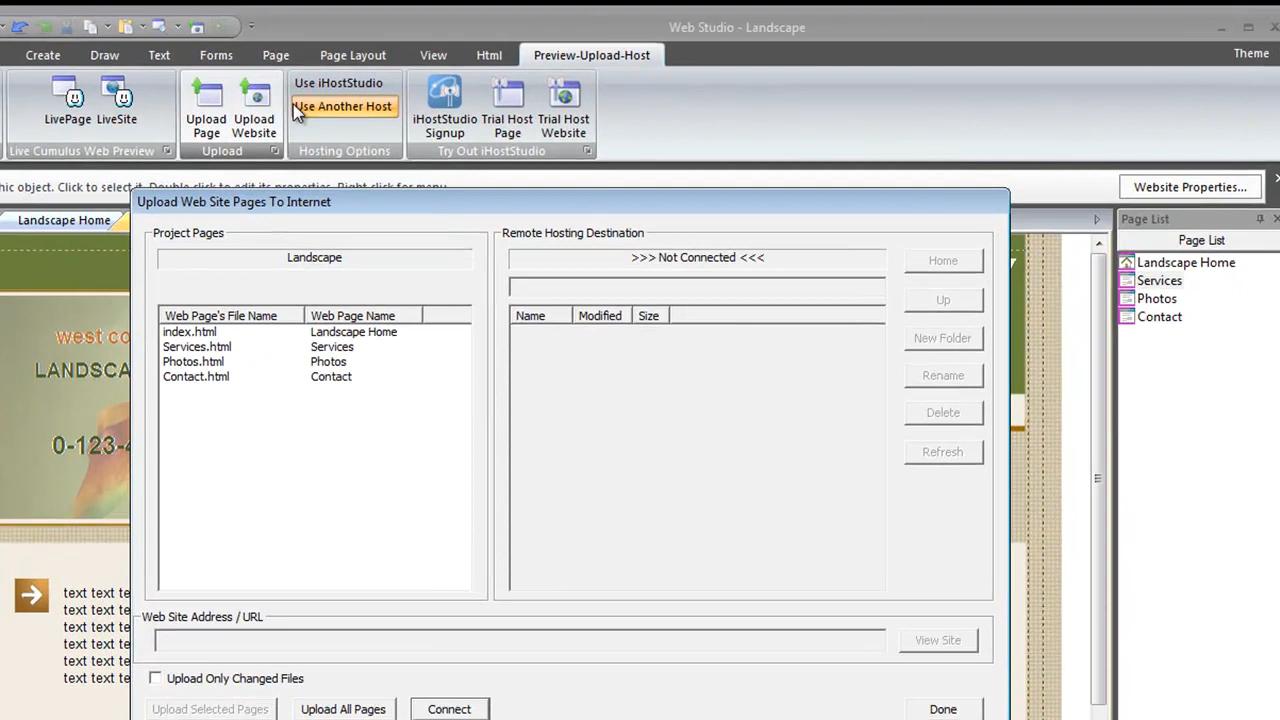 Web Studio - Landscape
Create Draw Text Forms Page Page Layout View Html Preview-Upload-Host Theme
LivePage LiveSite
Live Cumulus Web Preview
Upload Page
Upload Website
Upload
Use iHostStudio
Use Another Host
Hosting Options
iHostStudio Signup
Trial Host Page
Trial Host Website
Try Out iHostStudio
hic object. Click to select it. Double click to edit its properties. Right click for menu.
Website Properties...
Landscape Home
Upload Web Site Pages To Internet
Project Pages
Landscape
Web Page's File Name Web Page Name
index.html Landscape Home
Services.html Services
Photos.html Photos
Contact.html Contact
Remote Hosting Destination
>>> Not Connected <<<
Name Modified Size
Home
Up
New Folder
Rename
Delete
Refresh
Web Site Address / URL
View Site
Upload Only Changed Files
Upload Selected Pages Upload All Pages Connect Done
Page List
Page List
Landscape Home
Services
Photos
Contact
west co
LANDSCA
0-123-4
text text te
text text te
text text te
text text te
text text te
text text te